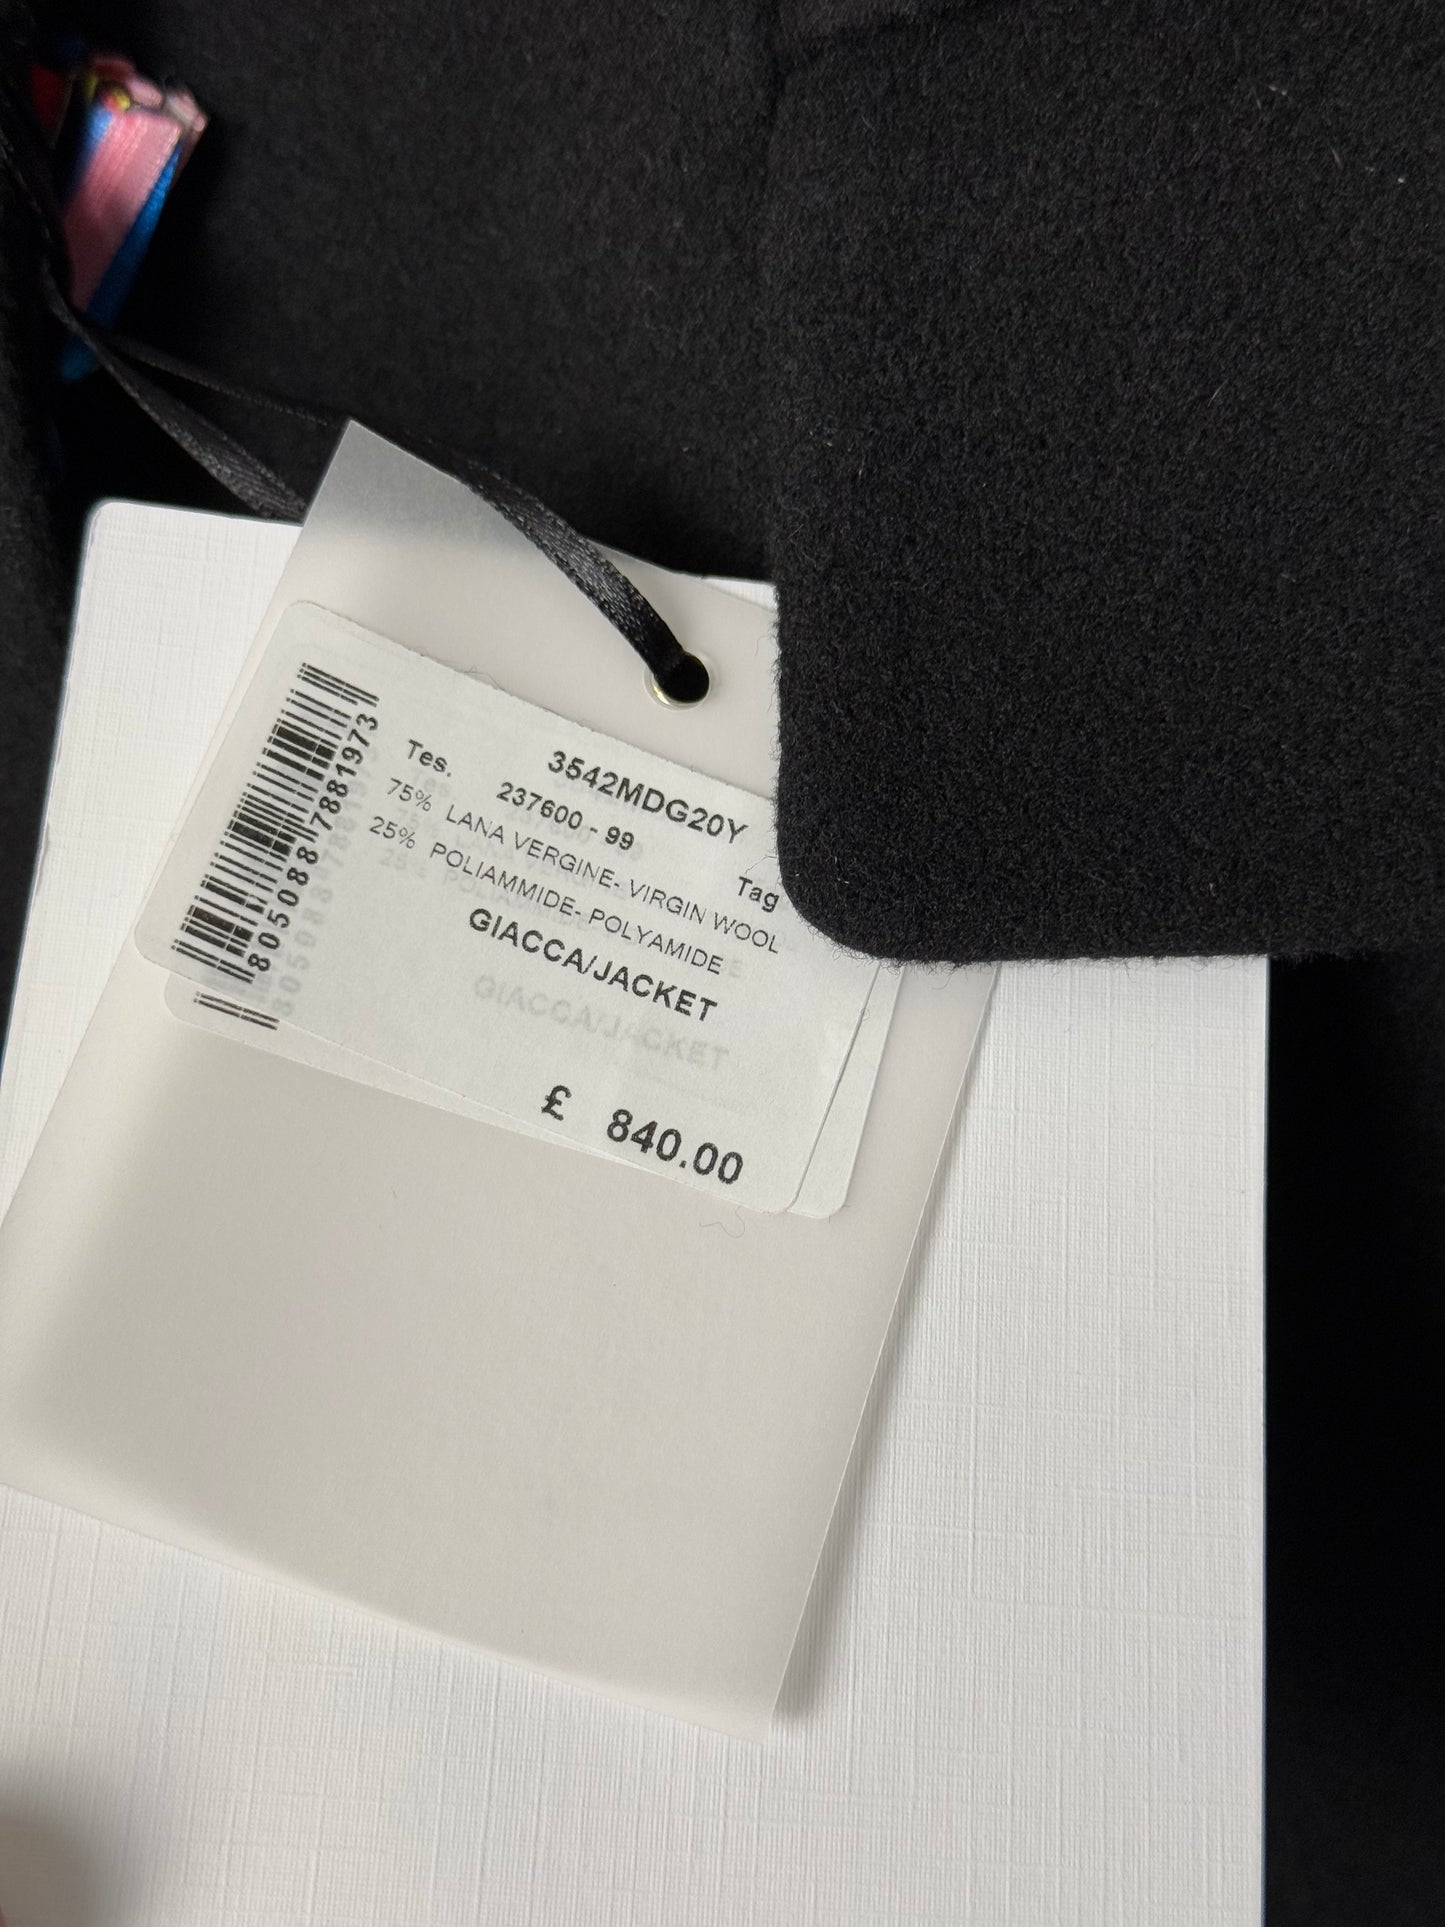 3542MDG20Y
Tes. 237600 - 99 Tag
75% LANA VERGINE- VIRGIN WOOL
25% POLIAMMIDE- POLYAMIDE
GIACCA/JACKET
£ 840.00
8050887881973